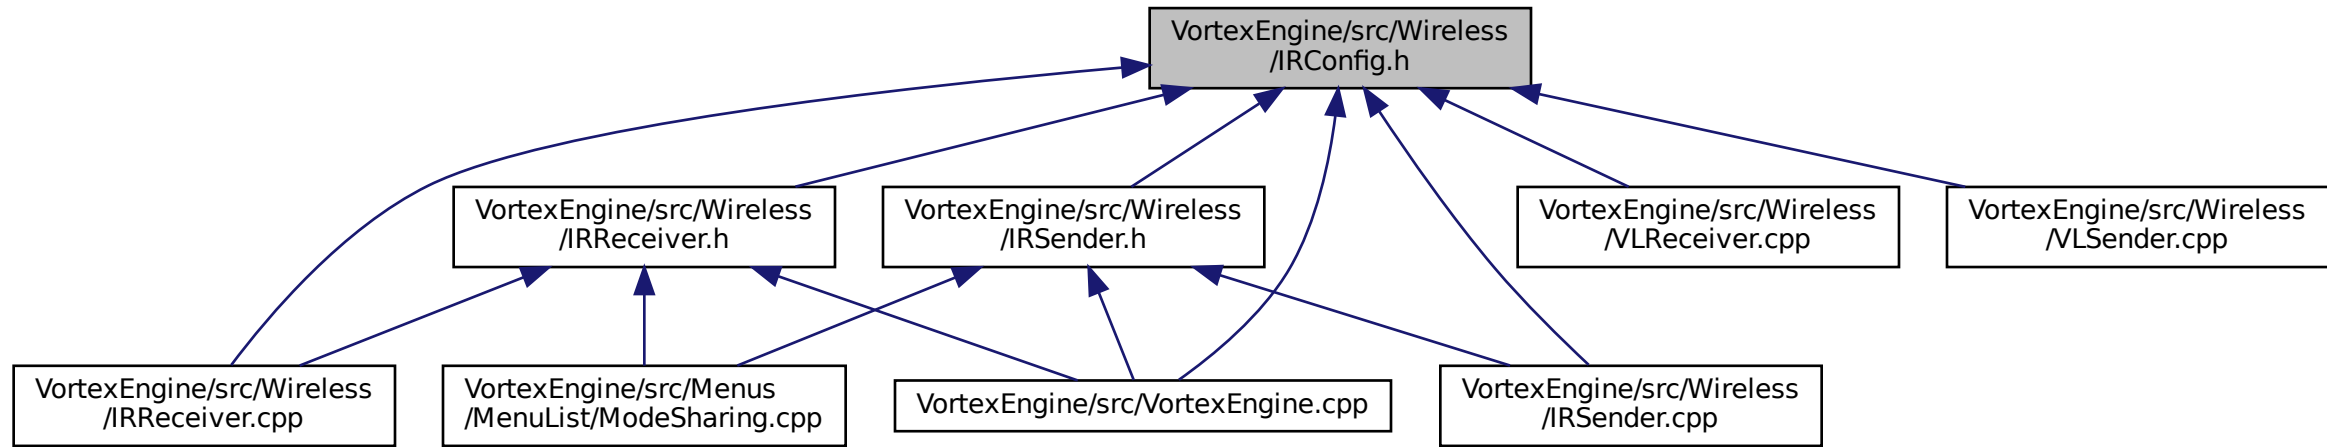 VortexEngine/src/Wireless
/IRConfig.h
VortexEngine/src/Wireless
/IRReceiver.h
VortexEngine/src/Wireless
/IRSender.h
VortexEngine/src/Wireless
/VLReceiver.cpp
VortexEngine/src/Wireless
/VLSender.cpp
VortexEngine/src/Wireless
/IRReceiver.cpp
VortexEngine/src/Menus
/MenuList/ModeSharing.cpp
VortexEngine/src/VortexEngine.cpp
VortexEngine/src/Wireless
/IRSender.cpp